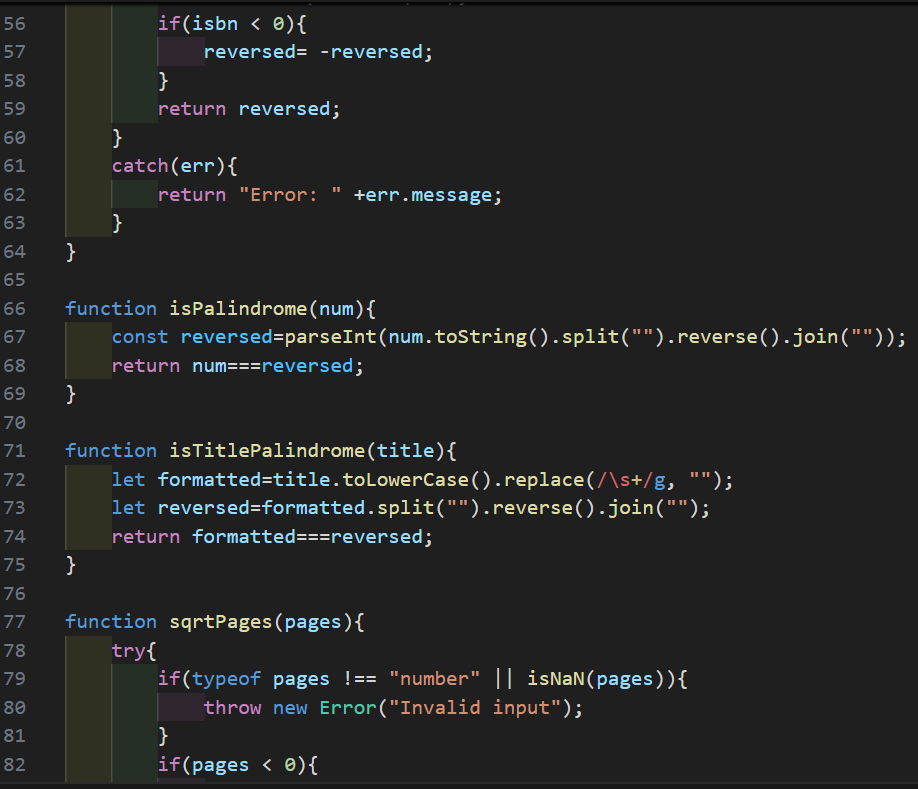 56 if(isbn < 0){
57 reversed= -reversed;
58 }
59 return reversed;
60 }
61 catch(err){
62 return "Error: " +err.message;
63 }
64 }
65
66 function isPalindrome(num){
67 const reversed=parseInt(num.toString().split("").reverse().join(""));
68 return num===reversed;
69 }
70
71 function isTitlePalindrome(title){
72 let formatted=title.toLowerCase().replace(/\s+/g, "");
73 let reversed=formatted.split("").reverse().join("");
74 return formatted===reversed;
75 }
76
77 function sqrtPages(pages){
78 try{
79 if(typeof pages !== "number" || isNaN(pages)){
80 throw new Error("Invalid input");
81 }
82 if(pages < 0){